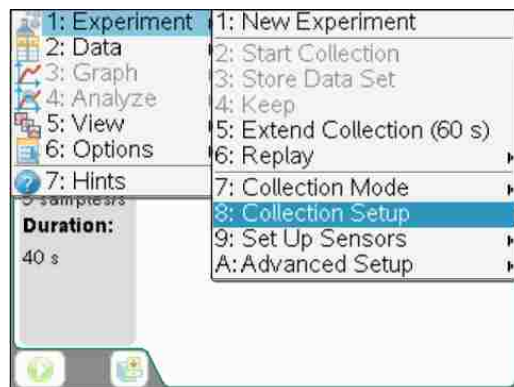 1: Experiment
2: Data
3: Graph
4: Analyze
5: View
6: Options
7: Hints
1: New Experiment
2: Start Collection
3: Store Data Set
4: Keep
5: Extend Collection (60 s)
6: Replay
7: Collection Mode
8: Collection Setup
9: Set Up Sensors
A: Advanced Setup
5 samples/s
Duration:
40 s